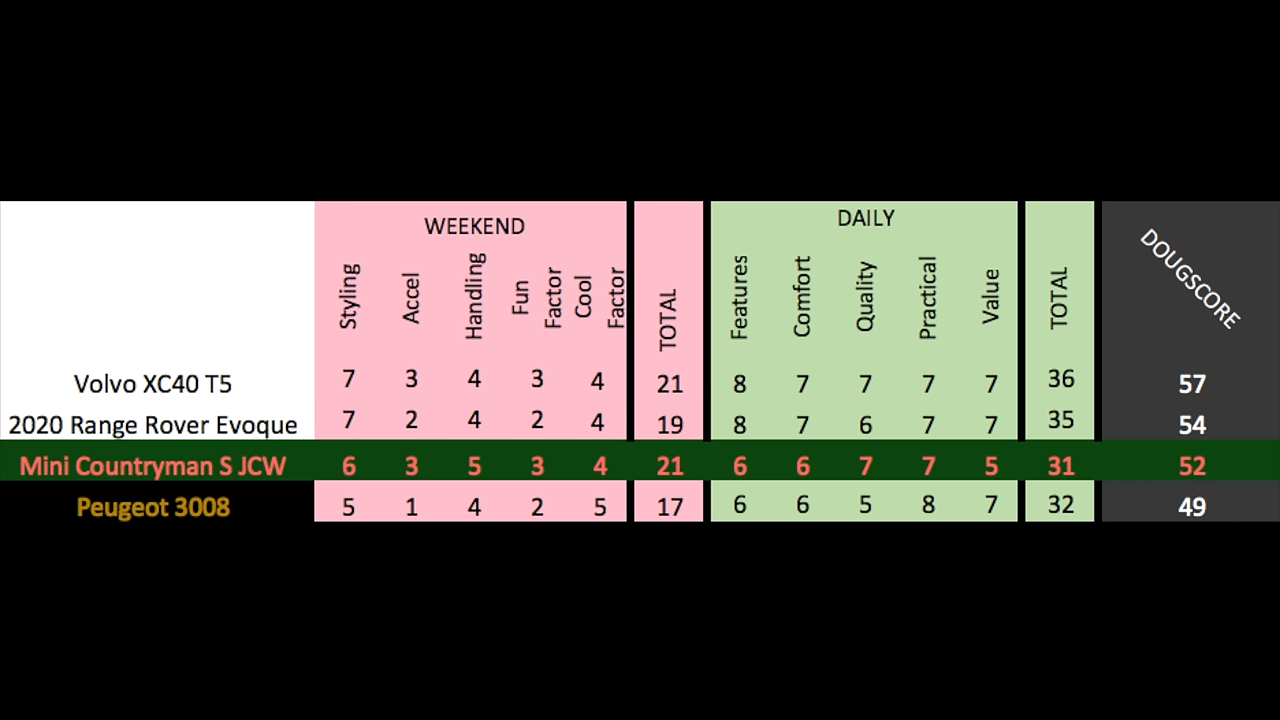 WEEKEND
DAILY
Styling Accel Handling Fun Factor Cool Factor TOTAL Features Comfort Quality Practical Value TOTAL DOUGSCORE
Volvo XC40 T5 7 3 4 3 4 21 8 7 7 7 7 36 57
2020 Range Rover Evoque 7 2 4 2 4 19 8 7 6 7 7 35 54
Mini Countryman S JCW 6 3 5 3 4 21 6 6 7 7 5 31 52
Peugeot 3008 5 1 4 2 5 17 6 6 5 8 7 32 49